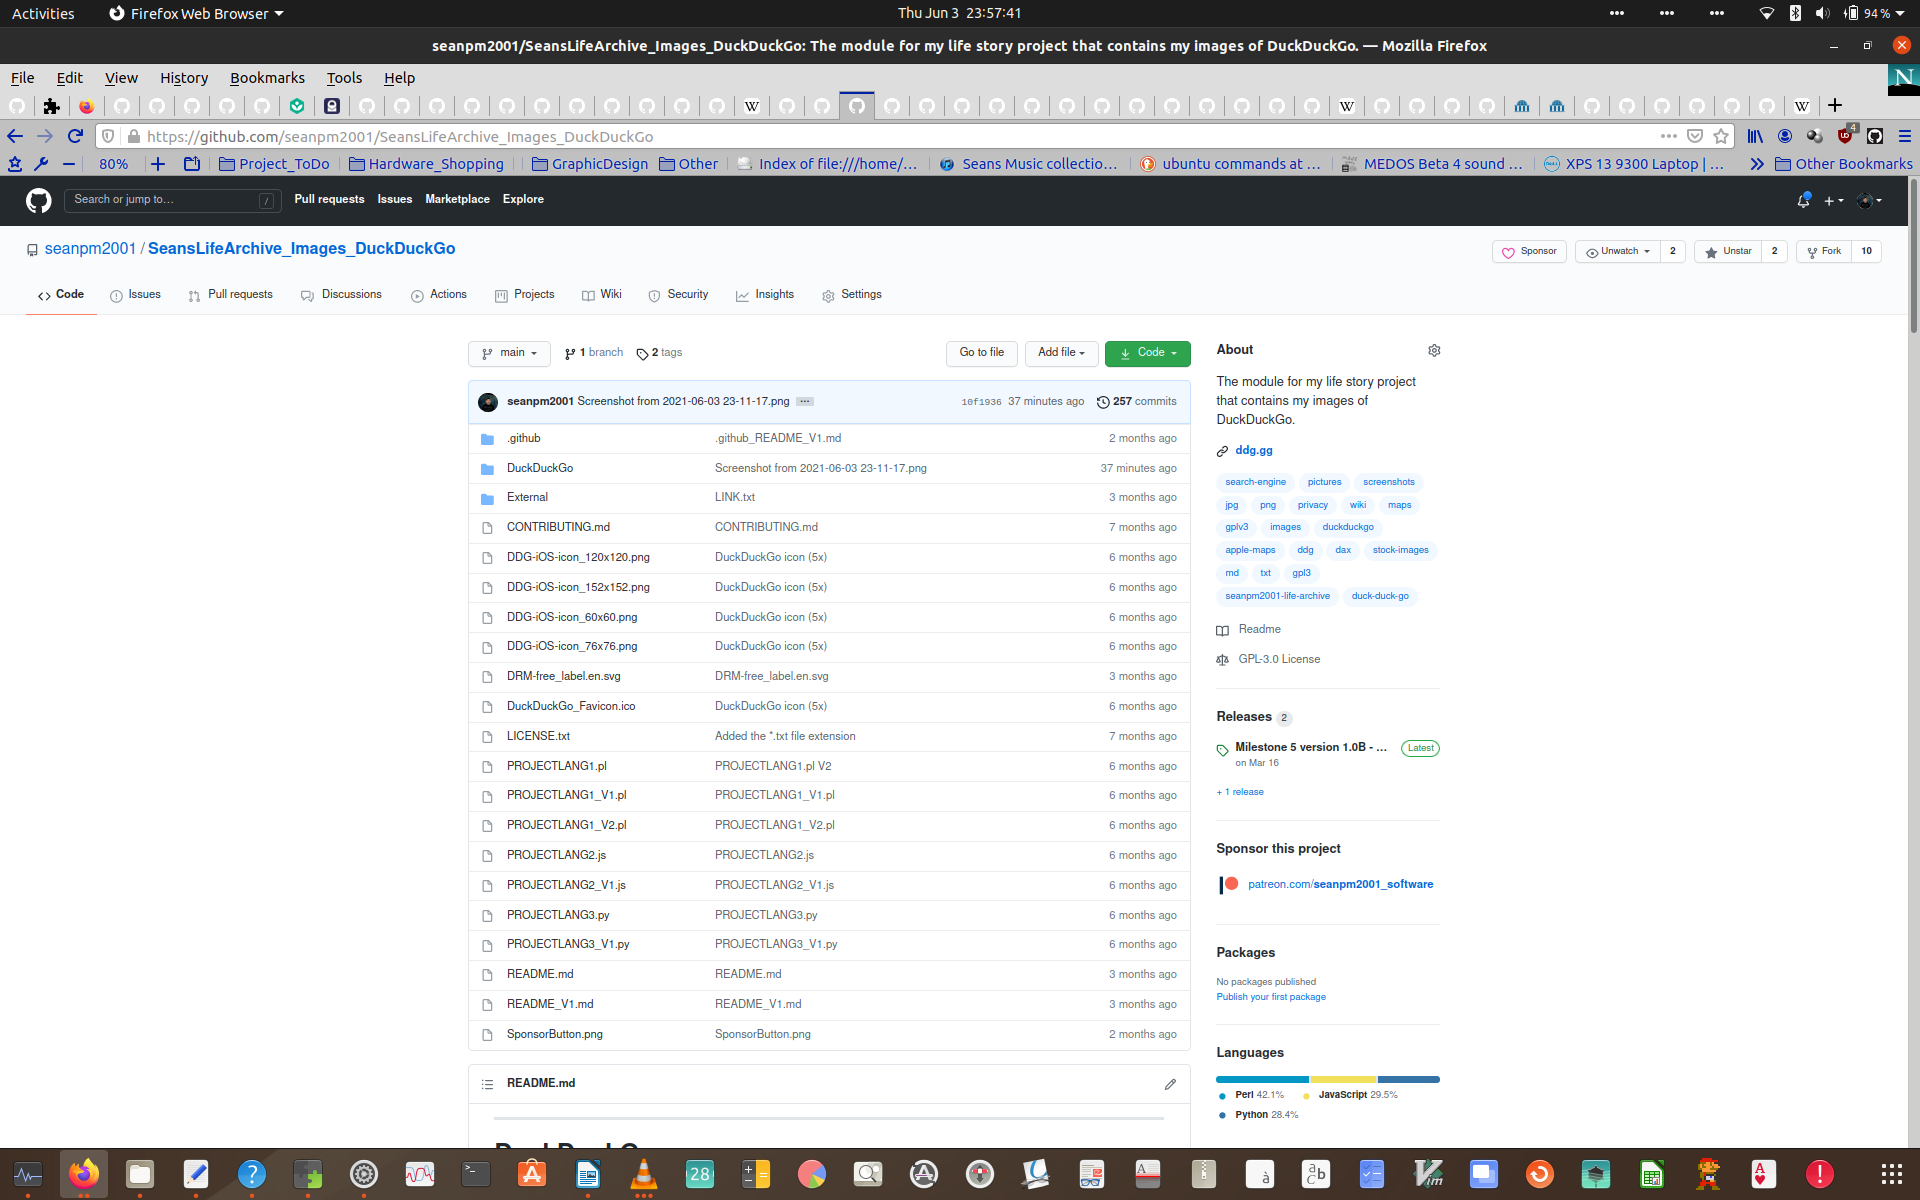 Activities Firefox Web Browser Thu Jun 3 23:57:41 94 %
seanpm2001/SeansLifeArchive_Images_DuckDuckGo: The module for my life story project that contains my images of DuckDuckGo. — Mozilla Firefox
File Edit View History Bookmarks Tools Help
https://github.com/seanpm2001/SeansLifeArchive_Images_DuckDuckGo 4
80% Project_ToDo Hardware_Shopping GraphicDesign Other Index of file:///home/… Seans Music collectio… ubuntu commands at … MEDOS Beta 4 sound … XPS 13 9300 Laptop | … Other Bookmarks
Search or jump to… / Pull requests Issues Marketplace Explore
seanpm2001 / SeansLifeArchive_Images_DuckDuckGo Sponsor Unwatch 2 Unstar 2 Fork 10
Code Issues Pull requests Discussions Actions Projects Wiki Security Insights Settings
main 1 branch 2 tags Go to file Add file Code
seanpm2001 Screenshot from 2021-06-03 23-11-17.png ··· 10f1936 37 minutes ago 257 commits
.github .github_README_V1.md 2 months ago
DuckDuckGo Screenshot from 2021-06-03 23-11-17.png 37 minutes ago
External LINK.txt 3 months ago
CONTRIBUTING.md CONTRIBUTING.md 7 months ago
DDG-iOS-icon_120x120.png DuckDuckGo icon (5x) 6 months ago
DDG-iOS-icon_152x152.png DuckDuckGo icon (5x) 6 months ago
DDG-iOS-icon_60x60.png DuckDuckGo icon (5x) 6 months ago
DDG-iOS-icon_76x76.png DuckDuckGo icon (5x) 6 months ago
DRM-free_label.en.svg DRM-free_label.en.svg 3 months ago
DuckDuckGo_Favicon.ico DuckDuckGo icon (5x) 6 months ago
LICENSE.txt Added the *.txt file extension 7 months ago
PROJECTLANG1.pl PROJECTLANG1.pl V2 6 months ago
PROJECTLANG1_V1.pl PROJECTLANG1_V1.pl 6 months ago
PROJECTLANG1_V2.pl PROJECTLANG1_V2.pl 6 months ago
PROJECTLANG2.js PROJECTLANG2.js 6 months ago
PROJECTLANG2_V1.js PROJECTLANG2_V1.js 6 months ago
PROJECTLANG3.py PROJECTLANG3.py 6 months ago
PROJECTLANG3_V1.py PROJECTLANG3_V1.py 6 months ago
README.md README.md 3 months ago
README_V1.md README_V1.md 3 months ago
SponsorButton.png SponsorButton.png 2 months ago
README.md
About
The module for my life story project
that contains my images of
DuckDuckGo.
ddg.gg
search-engine pictures screenshots
jpg png privacy wiki maps
gplv3 images duckduckgo
apple-maps ddg dax stock-images
md txt gpl3
seanpm2001-life-archive duck-duck-go
Readme
GPL-3.0 License
Releases 2
Milestone 5 version 1.0B - … Latest
on Mar 16
+ 1 release
Sponsor this project
patreon.com/seanpm2001_software
Packages
No packages published
Publish your first package
Languages
Perl 42.1% JavaScript 29.5%
Python 28.4%
28